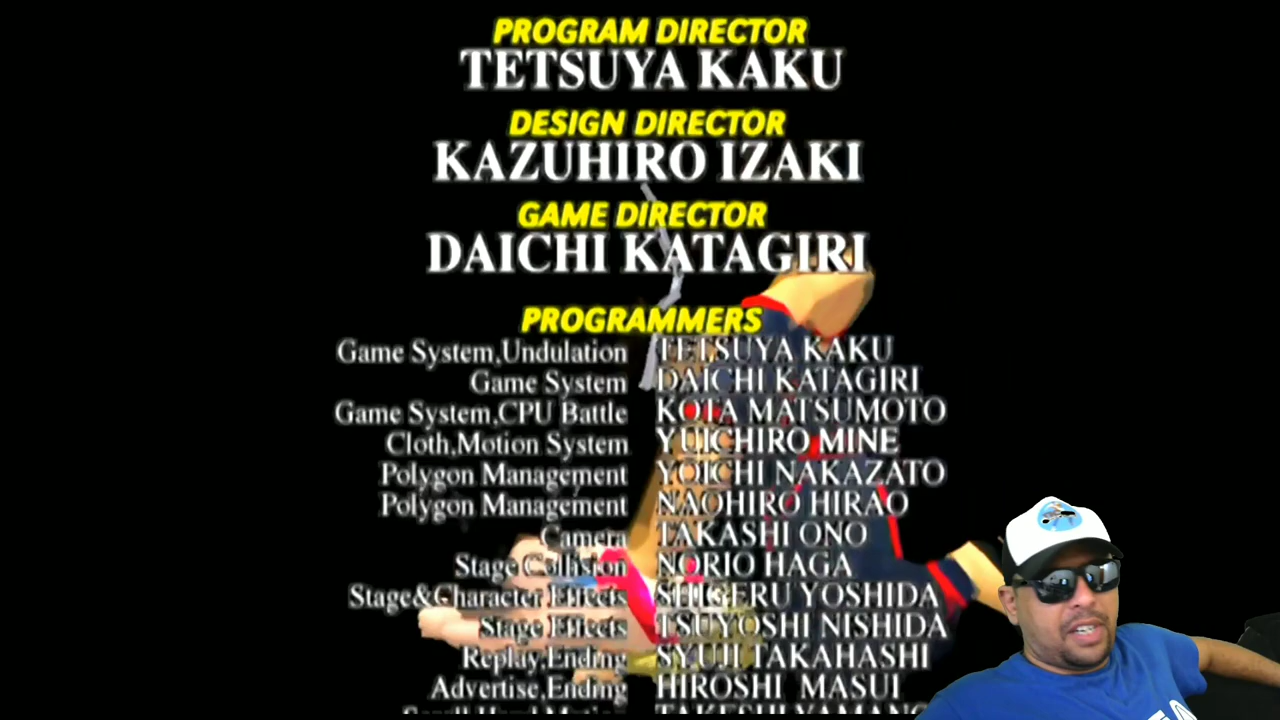 PROGRAM DIRECTOR
TETSUYA KAKU
DESIGN DIRECTOR
KAZUHIRO IZAKI
GAME DIRECTOR
DAICHI KATAGIRI
PROGRAMMERS
Game System,Undulation TETSUYA KAKU
Game System DAICHI KATAGIRI
Game System,CPU Battle KOTA MATSUMOTO
Cloth,Motion System YUICHIRO MINE
Polygon Management YOICHI NAKAZATO
Polygon Management NAOHIRO HIRAO
Camera TAKASHI ONO
Stage Collision NORIO HAGA
Stage&Character Effects SHIGERU YOSHIDA
Stage Effects TSUYOSHI NISHIDA
Replay,Ending SYUJI TAKAHASHI
Advertise,Ending HIROSHI MASUI